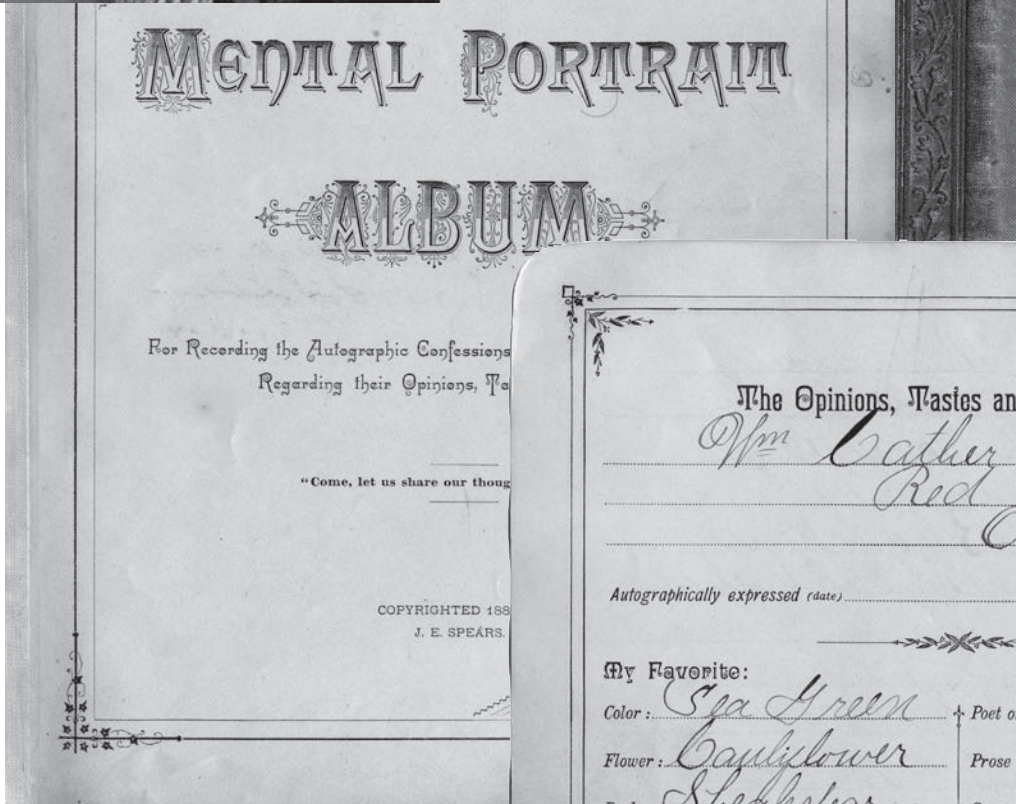 MENTAL PORTRAIT
ALBUM
For Recording the Autographic Confessions
Regarding their Opinions, Ta
"Come, let us share our thoug
COPYRIGHTED 188
J. E. SPEARS.
The Opinions, Tastes an
Wm Cather
Red
Autographically expressed (date)
My Favorite:
Color: Sea Green
Poet o
Flower: Cauliflower
Prose